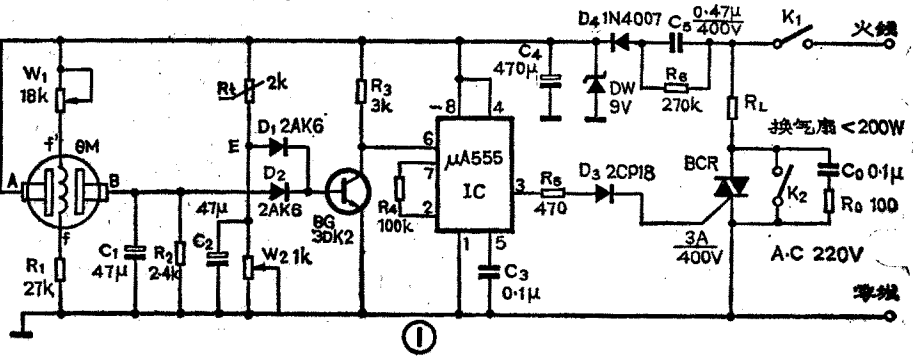 D4 1N4007
0.47μ
C5
400V
K1
火线
W1
18k
Rt
2k
R3
3k
C4
470μ
DW
9V
R6
270k
RL
换气扇<200W
f'
θM
A
B
E
D1 2AK6
D2
2AK6
BG
3DK2
8
4
6
7
2
μA555
IC
3
1
5
R4
100k
R5
470
D3 2CP18
BCR
3A
400V
K2
C0 0.1μ
R0 100
A.C 220V
f
R1
27k
C1
47μ
R2
2.4k
47μ
C2
W2 1k
C3
0.1μ
零线
1